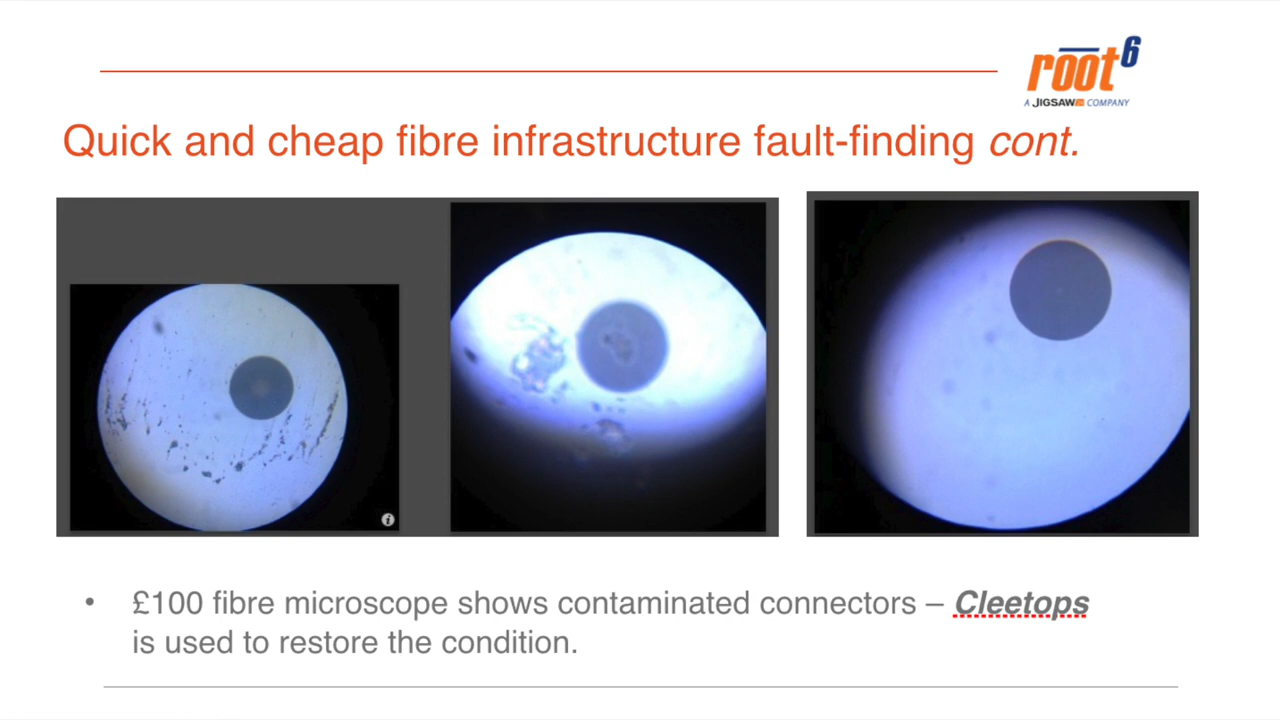 root6
A JIGSAW COMPANY
Quick and cheap fibre infrastructure fault-finding cont.
i
• £100 fibre microscope shows contaminated connectors – Cleetops
is used to restore the condition.